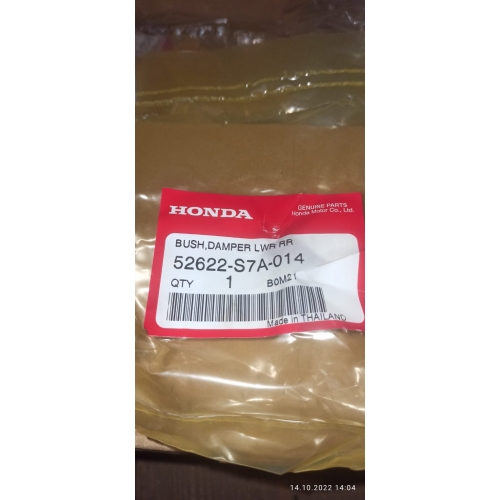 HONDA
GENUINE PARTS
Honda Motor Co., Ltd.
BUSH,DAMPER LWR RR
52622-S7A-014
QTY 1 B0M21
Made in THAILAND
14.10.2022 14:04